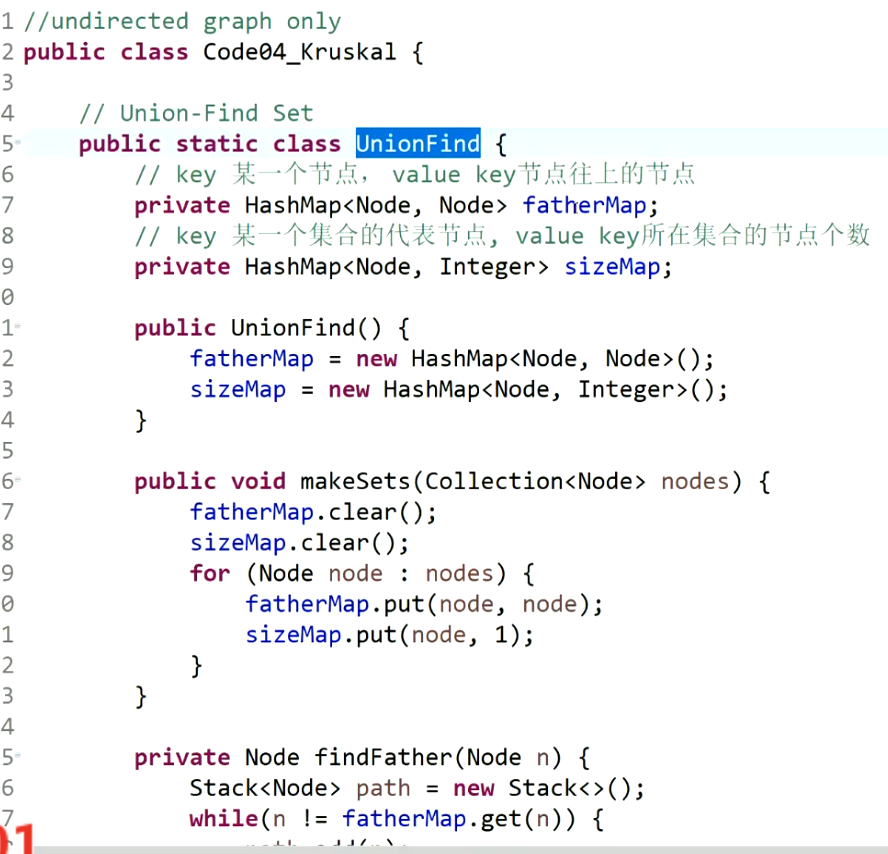 1 //undirected graph only
2 public class Code04_Kruskal {
3
4     // Union-Find Set
5     public static class UnionFind {
6         // key 某一个节点， value key节点往上的节点
7         private HashMap<Node, Node> fatherMap;
8         // key 某一个集合的代表节点, value key所在集合的节点个数
9         private HashMap<Node, Integer> sizeMap;
0
1         public UnionFind() {
2             fatherMap = new HashMap<Node, Node>();
3             sizeMap = new HashMap<Node, Integer>();
4         }
5
6         public void makeSets(Collection<Node> nodes) {
7             fatherMap.clear();
8             sizeMap.clear();
9             for (Node node : nodes) {
0                 fatherMap.put(node, node);
1                 sizeMap.put(node, 1);
2             }
3         }
4
5         private Node findFather(Node n) {
6             Stack<Node> path = new Stack<>();
7             while(n != fatherMap.get(n)) {
01